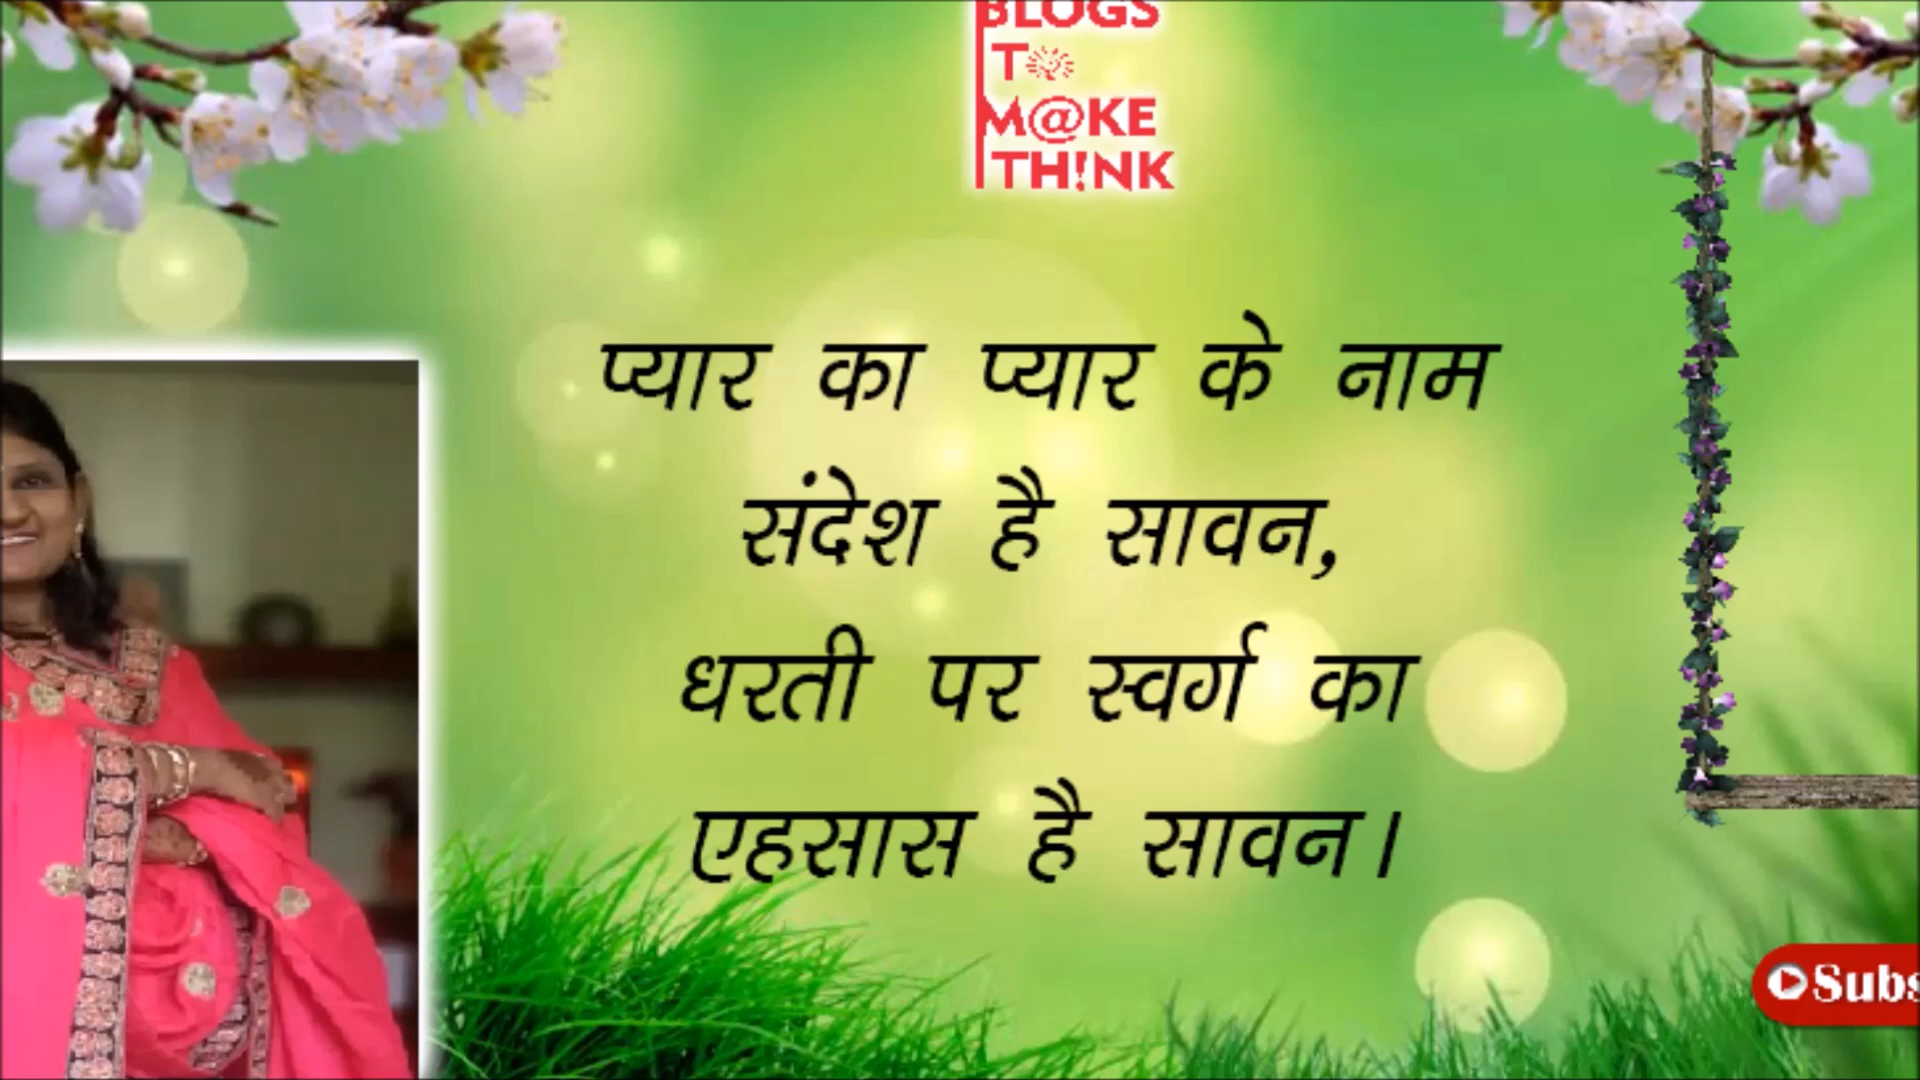 BLOGS
TO
M@KE
TH!NK
प्यार का प्यार के नाम
संदेश है सावन,
धरती पर स्वर्ग का
एहसास है सावन।
Subs